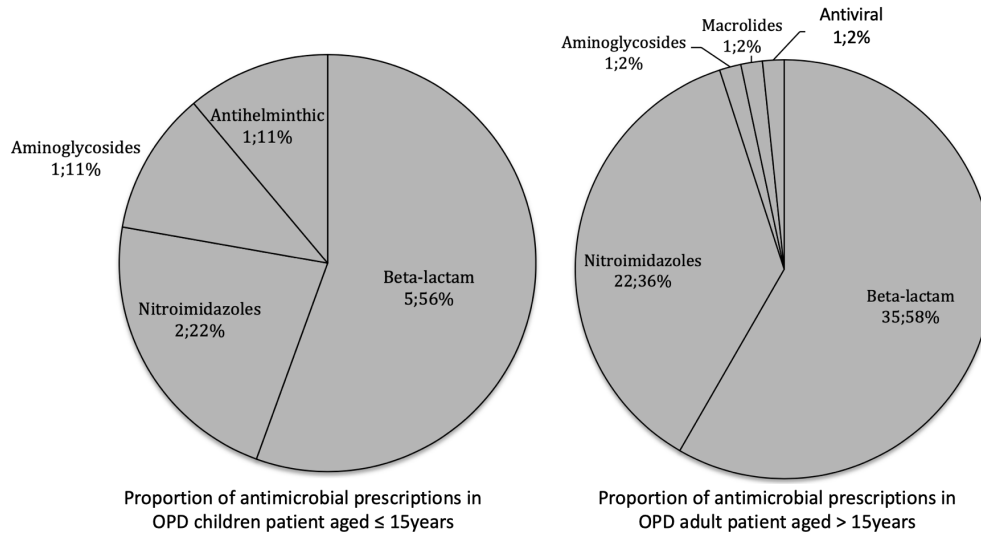 Antihelminthic
1;11%
Aminoglycosides
1;11%
Beta-lactam
5;56%
Nitroimidazoles
2;22%
Proportion of antimicrobial prescriptions in
OPD children patient aged ≤ 15years
Antiviral
1;2%
Macrolides
1;2%
Aminoglycosides
1;2%
Nitroimidazoles
22;36%
Beta-lactam
35;58%
Proportion of antimicrobial prescriptions in
OPD adult patient aged > 15years